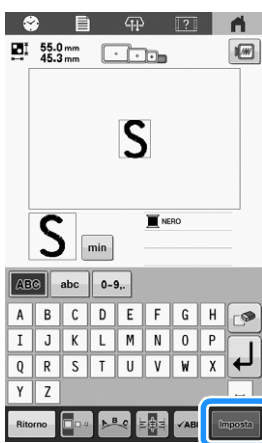 ?
55.0 mm
45.3 mm
S
S
min
NERO
ABC
abc
0-9,.
A B C D E F G H
I J K L M N O P
Q R S T U V W X
Y Z
Ritorno
A B C
Imposta